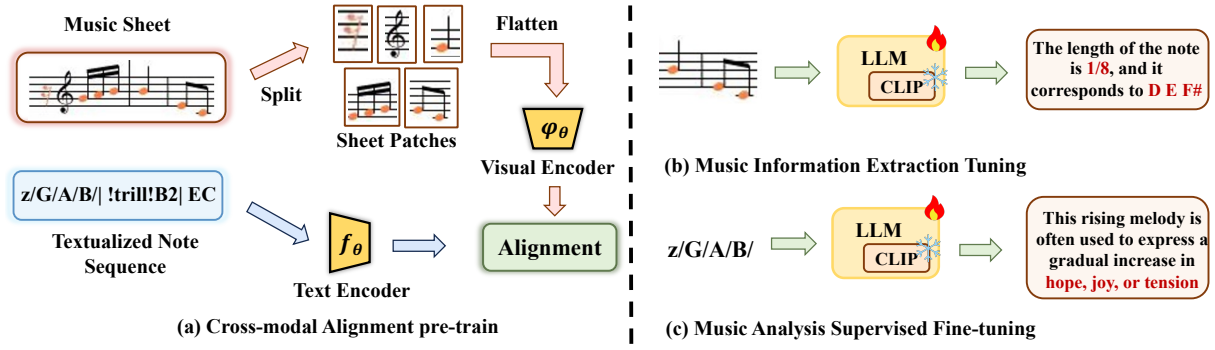 Music Sheet
Split
Flatten
Sheet Patches
φθ
Visual Encoder
z/G/A/B/| !trill!B2| EC
Textualized Note
Sequence
fθ
Text Encoder
Alignment
(a) Cross-modal Alignment pre-train
LLM
CLIP
The length of the note
is 1/8, and it
corresponds to D E F#
(b) Music Information Extraction Tuning
z/G/A/B/
LLM
CLIP
This rising melody is
often used to express a
gradual increase in
hope, joy, or tension
(c) Music Analysis Supervised Fine-tuning